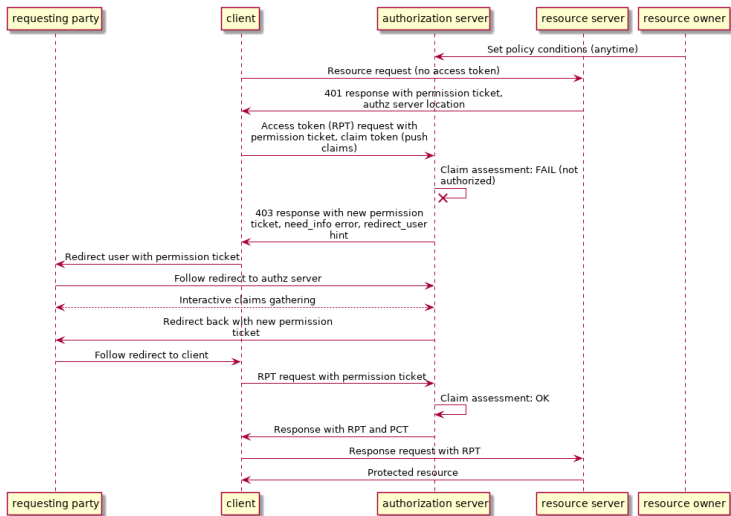 requesting party
client
authorization server
resource server
resource owner
Set policy conditions (anytime)
Resource request (no access token)
401 response with permission ticket,
authz server location
Access token (RPT) request with
permission ticket, claim token (push
claims)
Claim assessment: FAIL (not
authorized)
403 response with new permission
ticket, need_info error, redirect_user
hint
Redirect user with permission ticket
Follow redirect to authz server
Interactive claims gathering
Redirect back with new permission
ticket
Follow redirect to client
RPT request with permission ticket
Claim assessment: OK
Response with RPT and PCT
Response request with RPT
Protected resource
requesting party
client
authorization server
resource server
resource owner